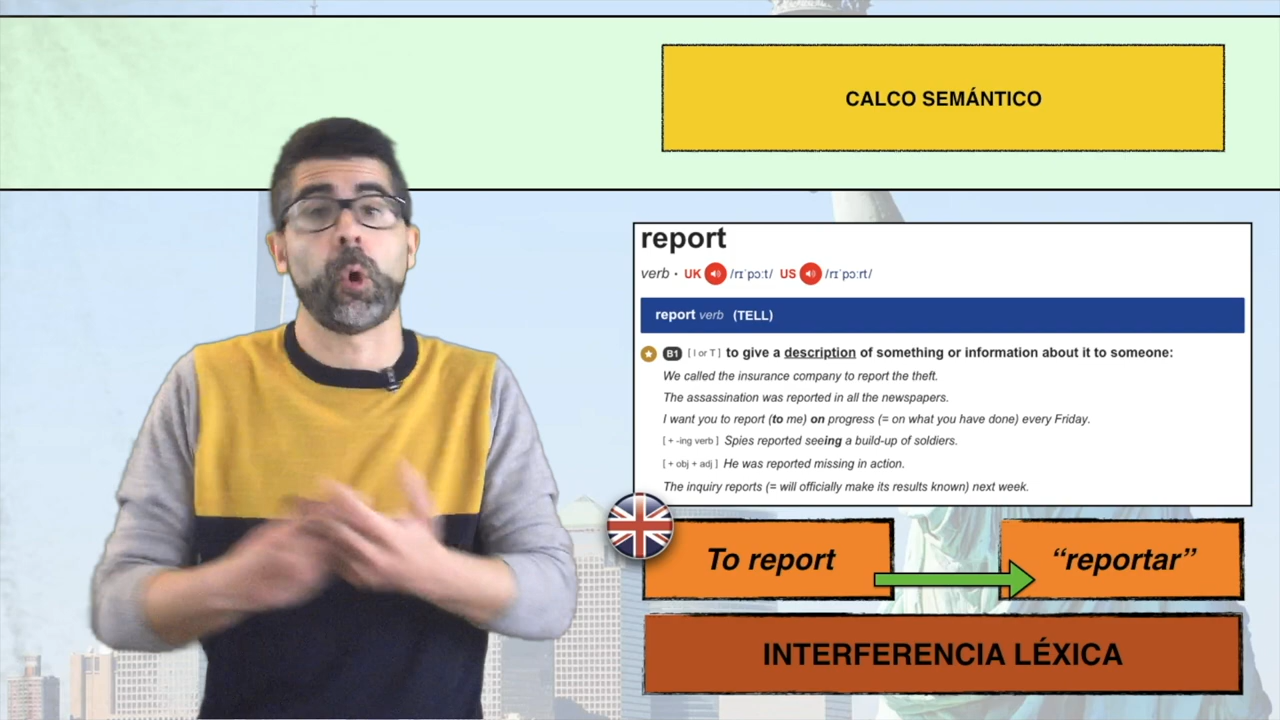 CALCO SEMÁNTICO
report
verb · UK /rɪˈpɔːt/ US /rɪˈpɔːrt/
report verb (TELL)
B1 [ I or T ] to give a description of something or information about it to someone:
We called the insurance company to report the theft.
The assassination was reported in all the newspapers.
I want you to report (to me) on progress (= on what you have done) every Friday.
[ + -ing verb ] Spies reported seeing a build-up of soldiers.
[ + obj + adj ] He was reported missing in action.
The inquiry reports (= will officially make its results known) next week.
To report
“reportar”
INTERFERENCIA LÉXICA